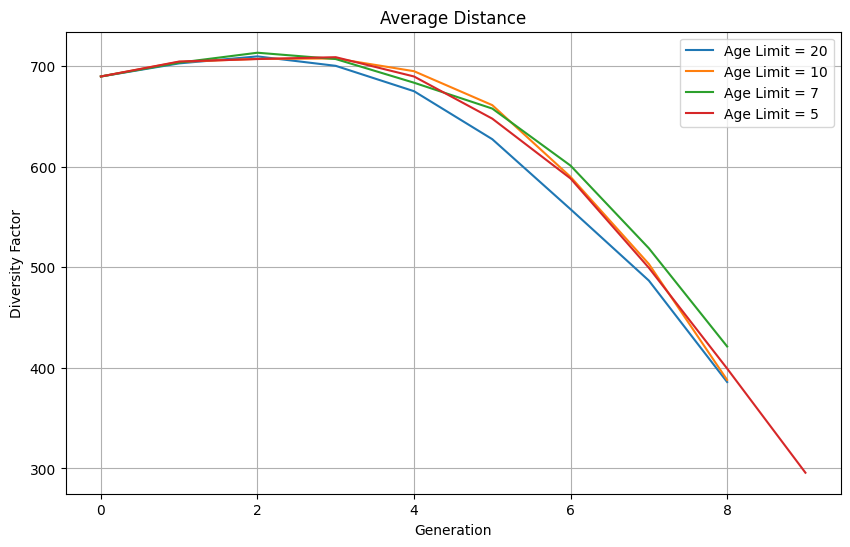 Average Distance
Age Limit = 20
Age Limit = 10
Age Limit = 7
Age Limit = 5
Diversity Factor
700
600
500
400
300
0 2 4 6 8
Generation